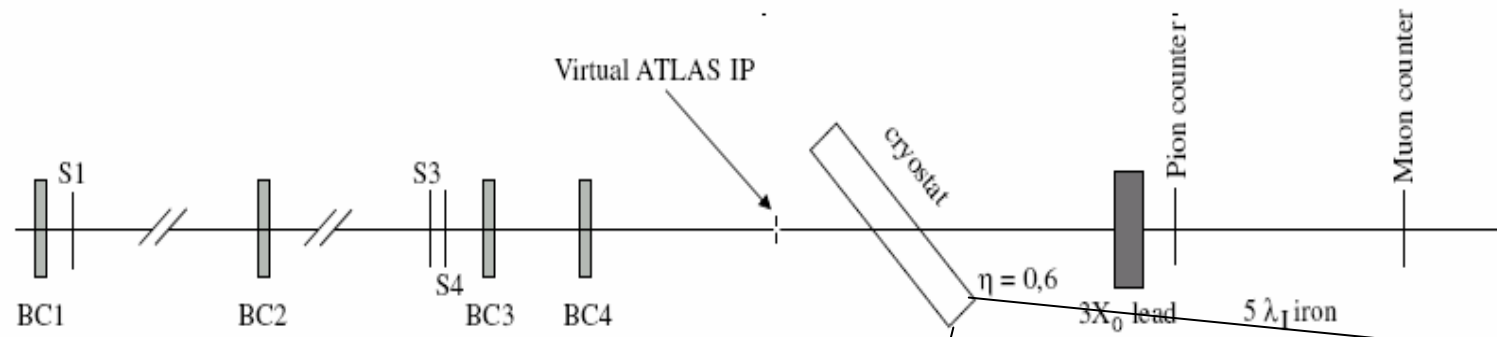 Virtual ATLAS IP
cryostat
Pion counter
Muon counter
S1
S3
S4
η = 0,6
BC1
BC2
BC3
BC4
3X₀ lead
5 λ_I iron